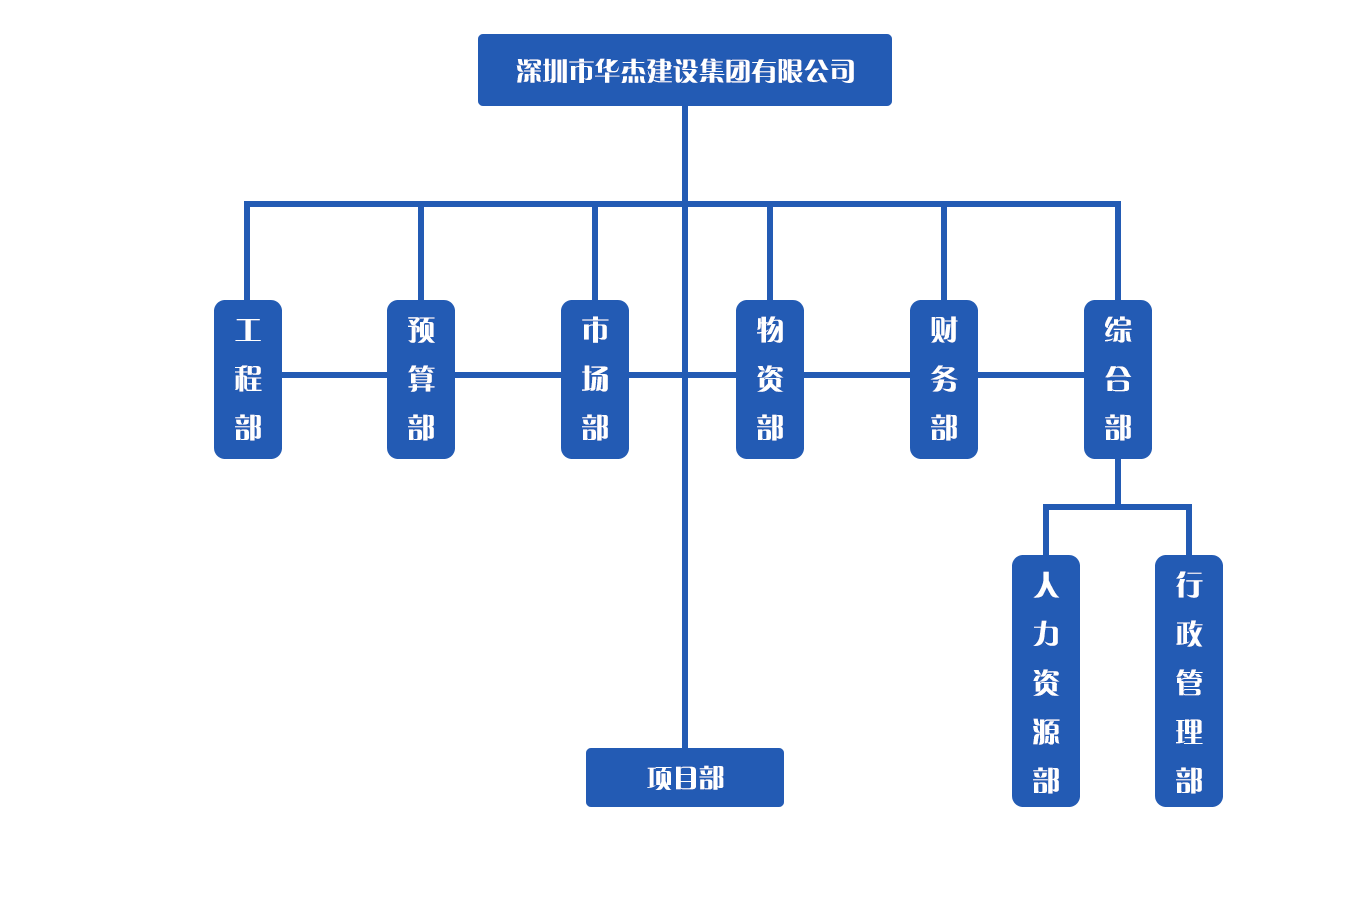 深圳市华杰建设集团有限公司
工程部
预算部
市场部
物资部
财务部
综合部
人力资源部
行政管理部
项目部